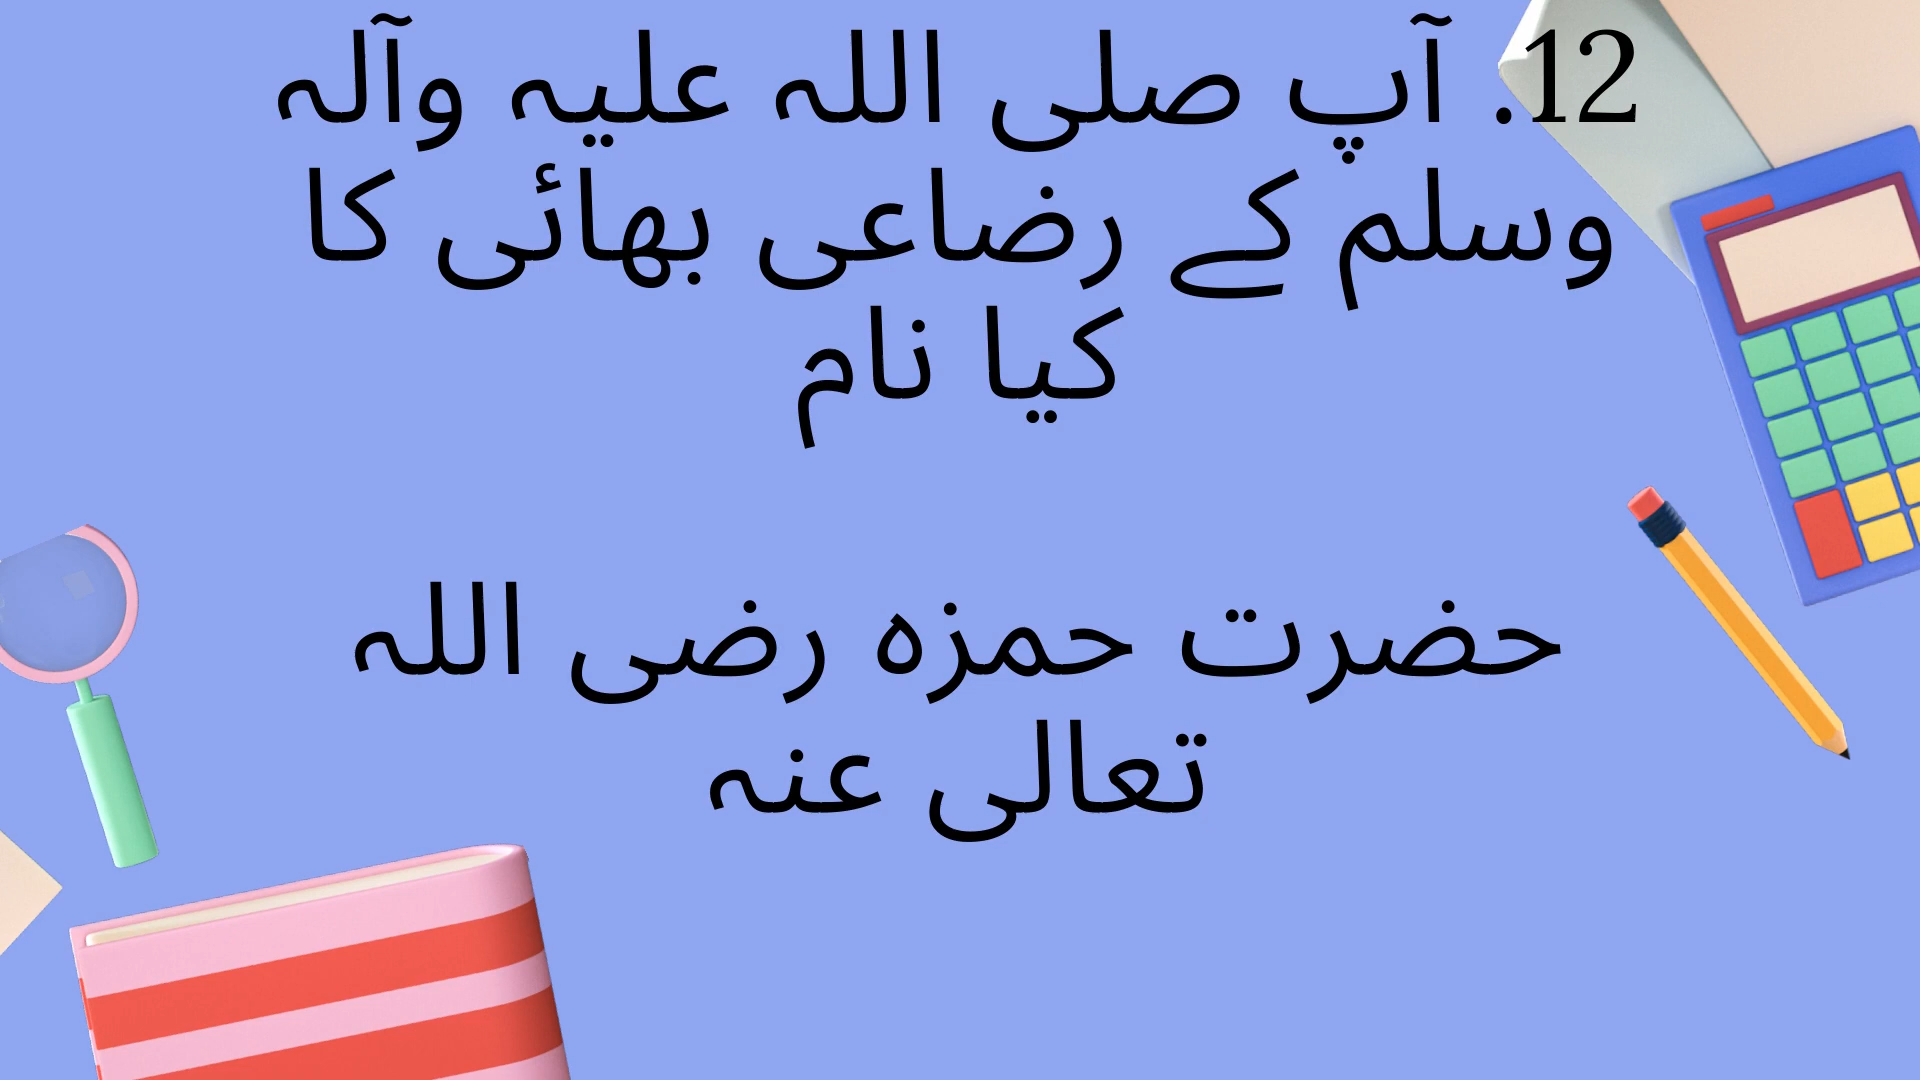 12. آپ صلی اللہ علیہ وآلہ
وسلم کے رضاعی بھائی کا
کیا نام
حضرت حمزہ رضی اللہ
تعالی عنہ